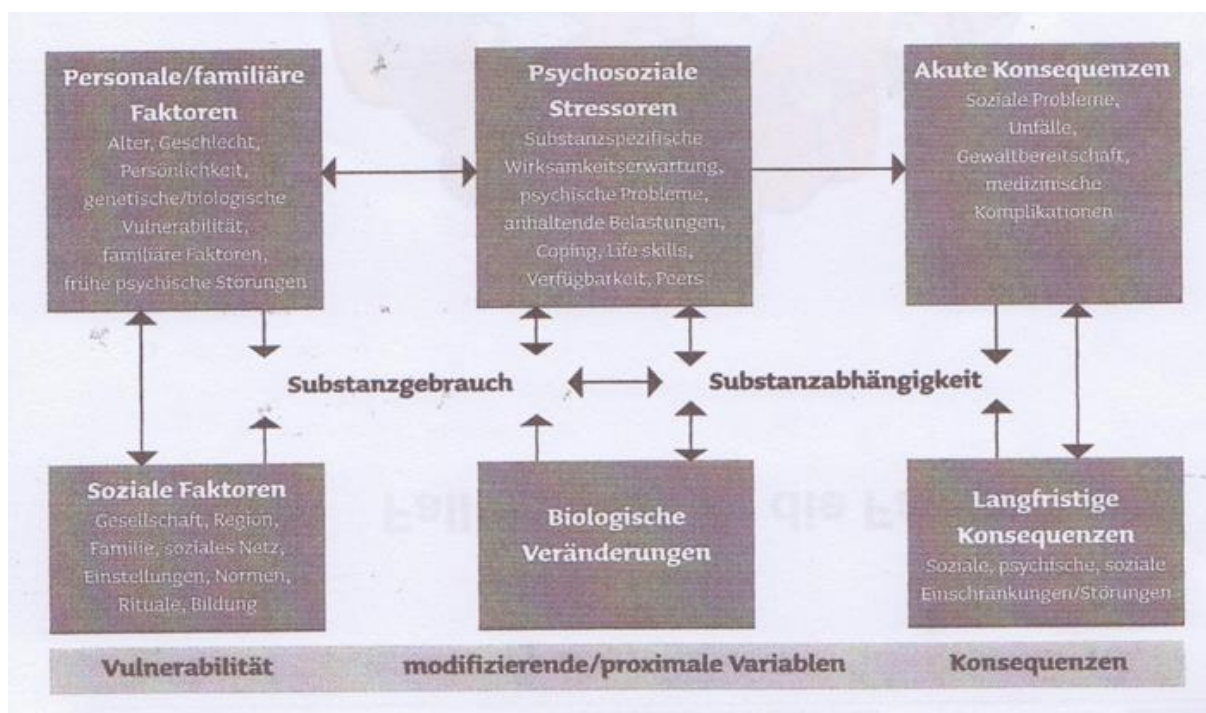 Personale/familiäre
Faktoren
Alter, Geschlecht,
Persönlichkeit,
genetische/biologische
Vulnerabilität,
familiäre Faktoren,
frühe psychische Störungen
Psychosoziale
Stressoren
Substanzspezifische
Wirksamkeitserwartung,
psychische Probleme,
anhaltende Belastungen,
Coping, Life skills,
Verfügbarkeit, Peers
Akute Konsequenzen
Soziale Probleme,
Unfälle,
Gewaltbereitschaft,
medizinische
Komplikationen
Substanzgebrauch
Substanzabhängigkeit
Soziale Faktoren
Gesellschaft, Region,
Familie, soziales Netz,
Einstellungen, Normen,
Rituale, Bildung
Biologische
Veränderungen
Langfristige
Konsequenzen
Soziale, psychische, soziale
Einschränkungen/Störungen
Vulnerabilität
modifizierende/proximale Variablen
Konsequenzen